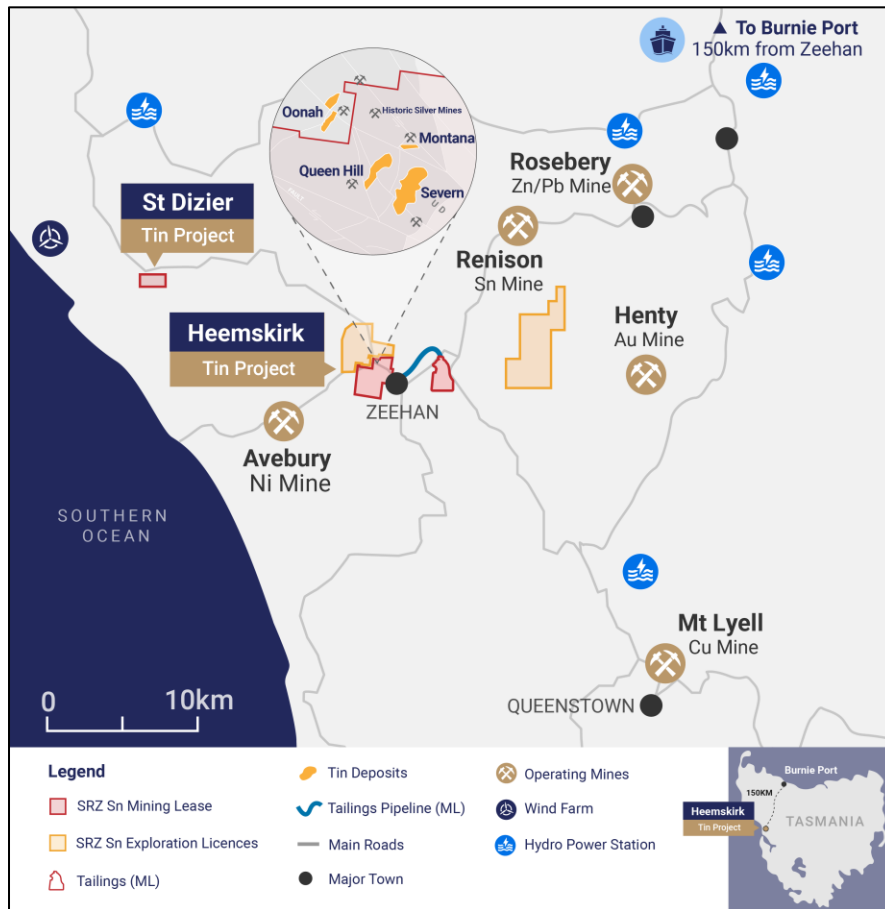 ▲ To Burnie Port
150km from Zeehan
Oonah
Historic Silver Mines
Montana
Queen Hill
Severn
Rosebery
Zn/Pb Mine
St Dizier
Tin Project
Renison
Sn Mine
Heemskirk
Tin Project
Henty
Au Mine
ZEEHAN
Avebury
Ni Mine
SOUTHERN
OCEAN
Mt Lyell
Cu Mine
0 10km
QUEENSTOWN
Legend
SRZ Sn Mining Lease
SRZ Sn Exploration Licences
Tailings (ML)
Tin Deposits
Tailings Pipeline (ML)
Main Roads
Major Town
Operating Mines
Wind Farm
Hydro Power Station
Burnie Port
150KM
Heemskirk
Tin Project
TASMANIA